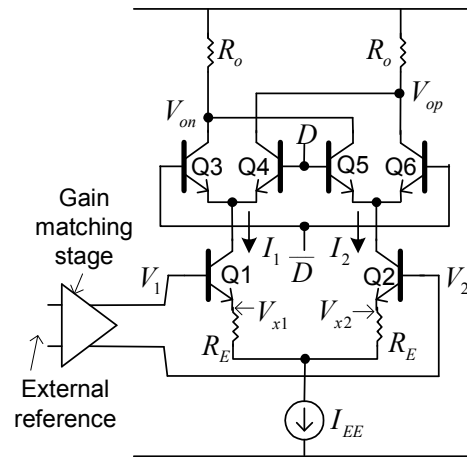 R_o R_o
V_on V_op
D
Q3 Q4 Q5 Q6
Gain
matching
stage
I_1 D̅ I_2
V_1 Q1 Q2 V_2
V_x1 V_x2
R_E R_E
External
reference
I_EE